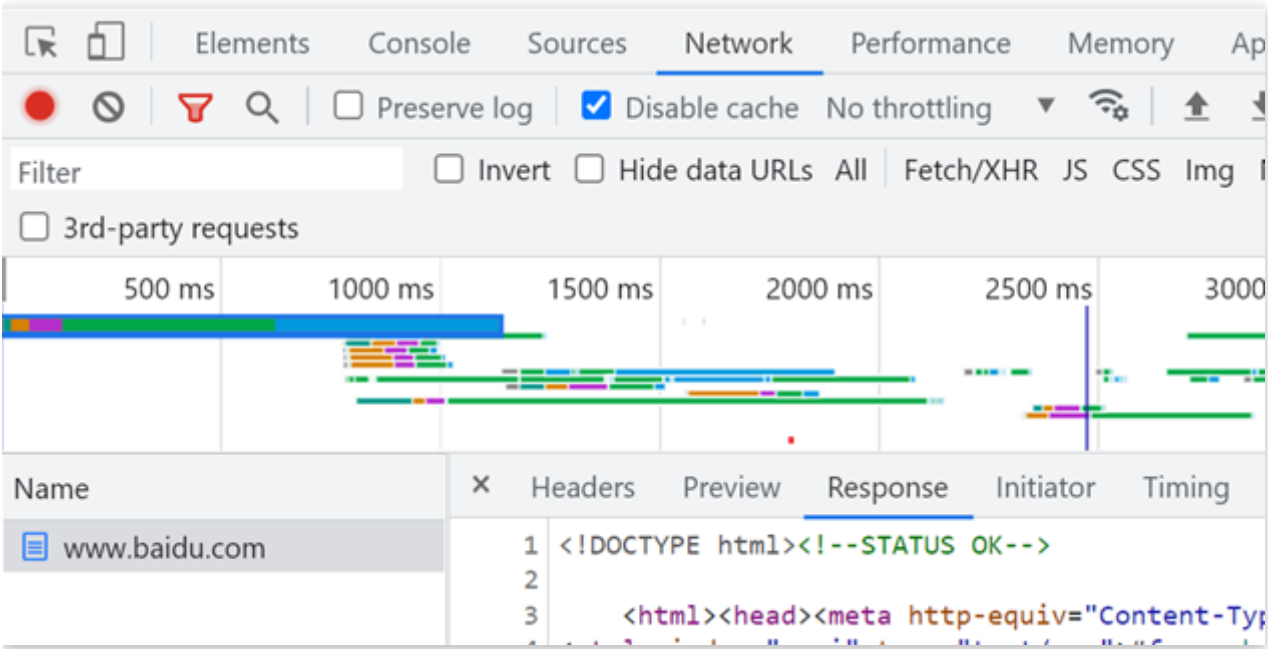 Elements Console Sources Network Performance Memory Ap
Preserve log Disable cache No throttling
Filter Invert Hide data URLs All Fetch/XHR JS CSS Img
3rd-party requests
500 ms 1000 ms 1500 ms 2000 ms 2500 ms 3000
Name × Headers Preview Response Initiator Timing
www.baidu.com 1 <!DOCTYPE html><!--STATUS OK-->
2
3 <html><head><meta http-equiv="Content-Typ